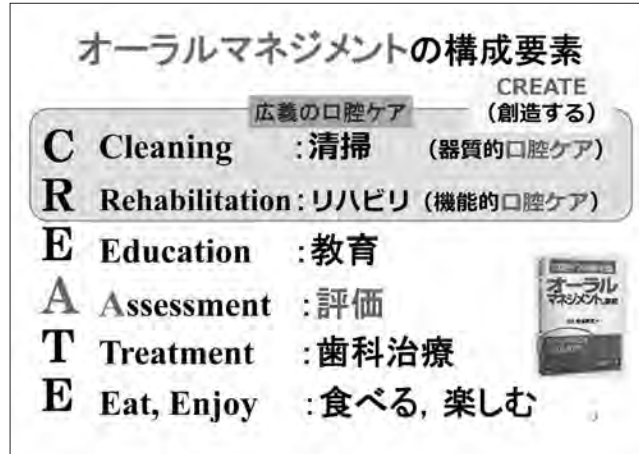 オーラルマネジメントの構成要素
CREATE
広義の口腔ケア (創造する)
C Cleaning :清掃 (器質的口腔ケア)
R Rehabilitation:リハビリ (機能的口腔ケア)
E Education :教育
A Assessment :評価
T Treatment :歯科治療
E Eat, Enjoy :食べる,楽しむ
オーラル
マネジメント